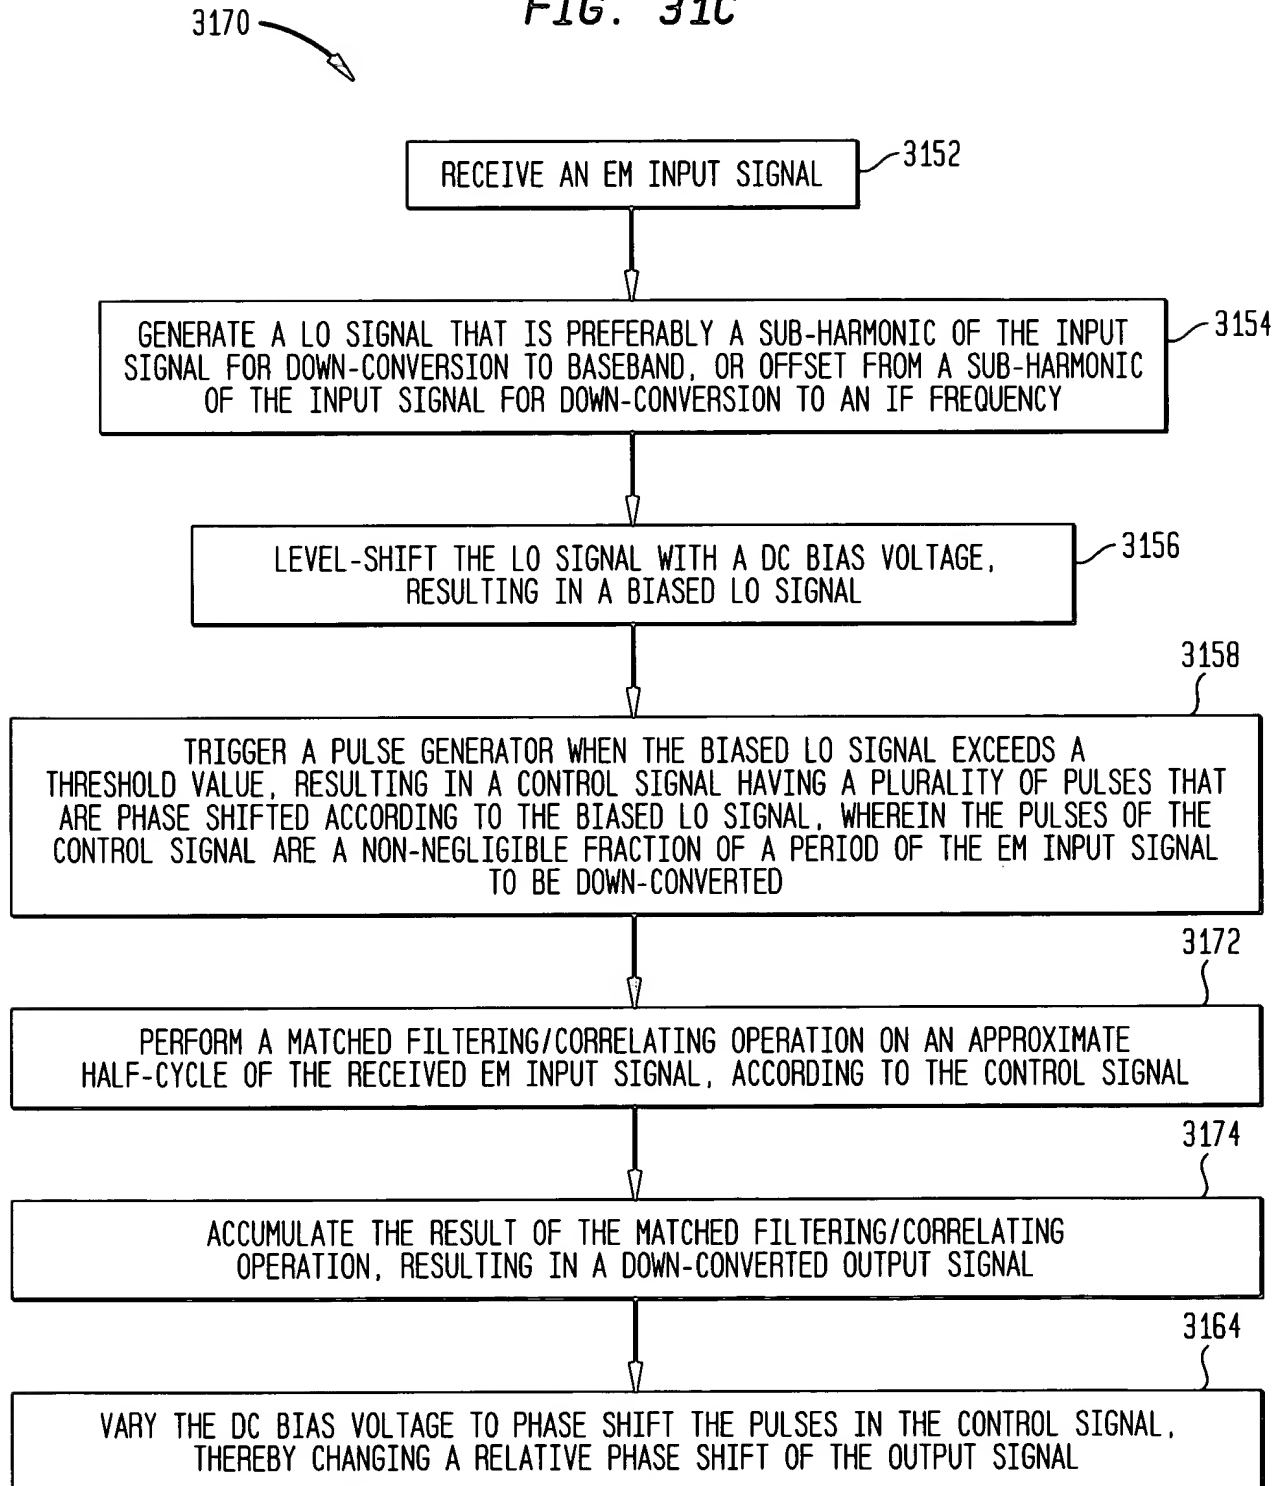 FIG. 31C
3170
3152
RECEIVE AN EM INPUT SIGNAL
3154
GENERATE A LO SIGNAL THAT IS PREFERABLY A SUB-HARMONIC OF THE INPUT
SIGNAL FOR DOWN-CONVERSION TO BASEBAND, OR OFFSET FROM A SUB-HARMONIC
OF THE INPUT SIGNAL FOR DOWN-CONVERSION TO AN IF FREQUENCY
3156
LEVEL-SHIFT THE LO SIGNAL WITH A DC BIAS VOLTAGE,
RESULTING IN A BIASED LO SIGNAL
3158
TRIGGER A PULSE GENERATOR WHEN THE BIASED LO SIGNAL EXCEEDS A
THRESHOLD VALUE, RESULTING IN A CONTROL SIGNAL HAVING A PLURALITY OF PULSES THAT
ARE PHASE SHIFTED ACCORDING TO THE BIASED LO SIGNAL, WHEREIN THE PULSES OF THE
CONTROL SIGNAL ARE A NON-NEGLIGIBLE FRACTION OF A PERIOD OF THE EM INPUT SIGNAL
TO BE DOWN-CONVERTED
3172
PERFORM A MATCHED FILTERING/CORRELATING OPERATION ON AN APPROXIMATE
HALF-CYCLE OF THE RECEIVED EM INPUT SIGNAL, ACCORDING TO THE CONTROL SIGNAL
3174
ACCUMULATE THE RESULT OF THE MATCHED FILTERING/CORRELATING
OPERATION, RESULTING IN A DOWN-CONVERTED OUTPUT SIGNAL
3164
VARY THE DC BIAS VOLTAGE TO PHASE SHIFT THE PULSES IN THE CONTROL SIGNAL,
THEREBY CHANGING A RELATIVE PHASE SHIFT OF THE OUTPUT SIGNAL